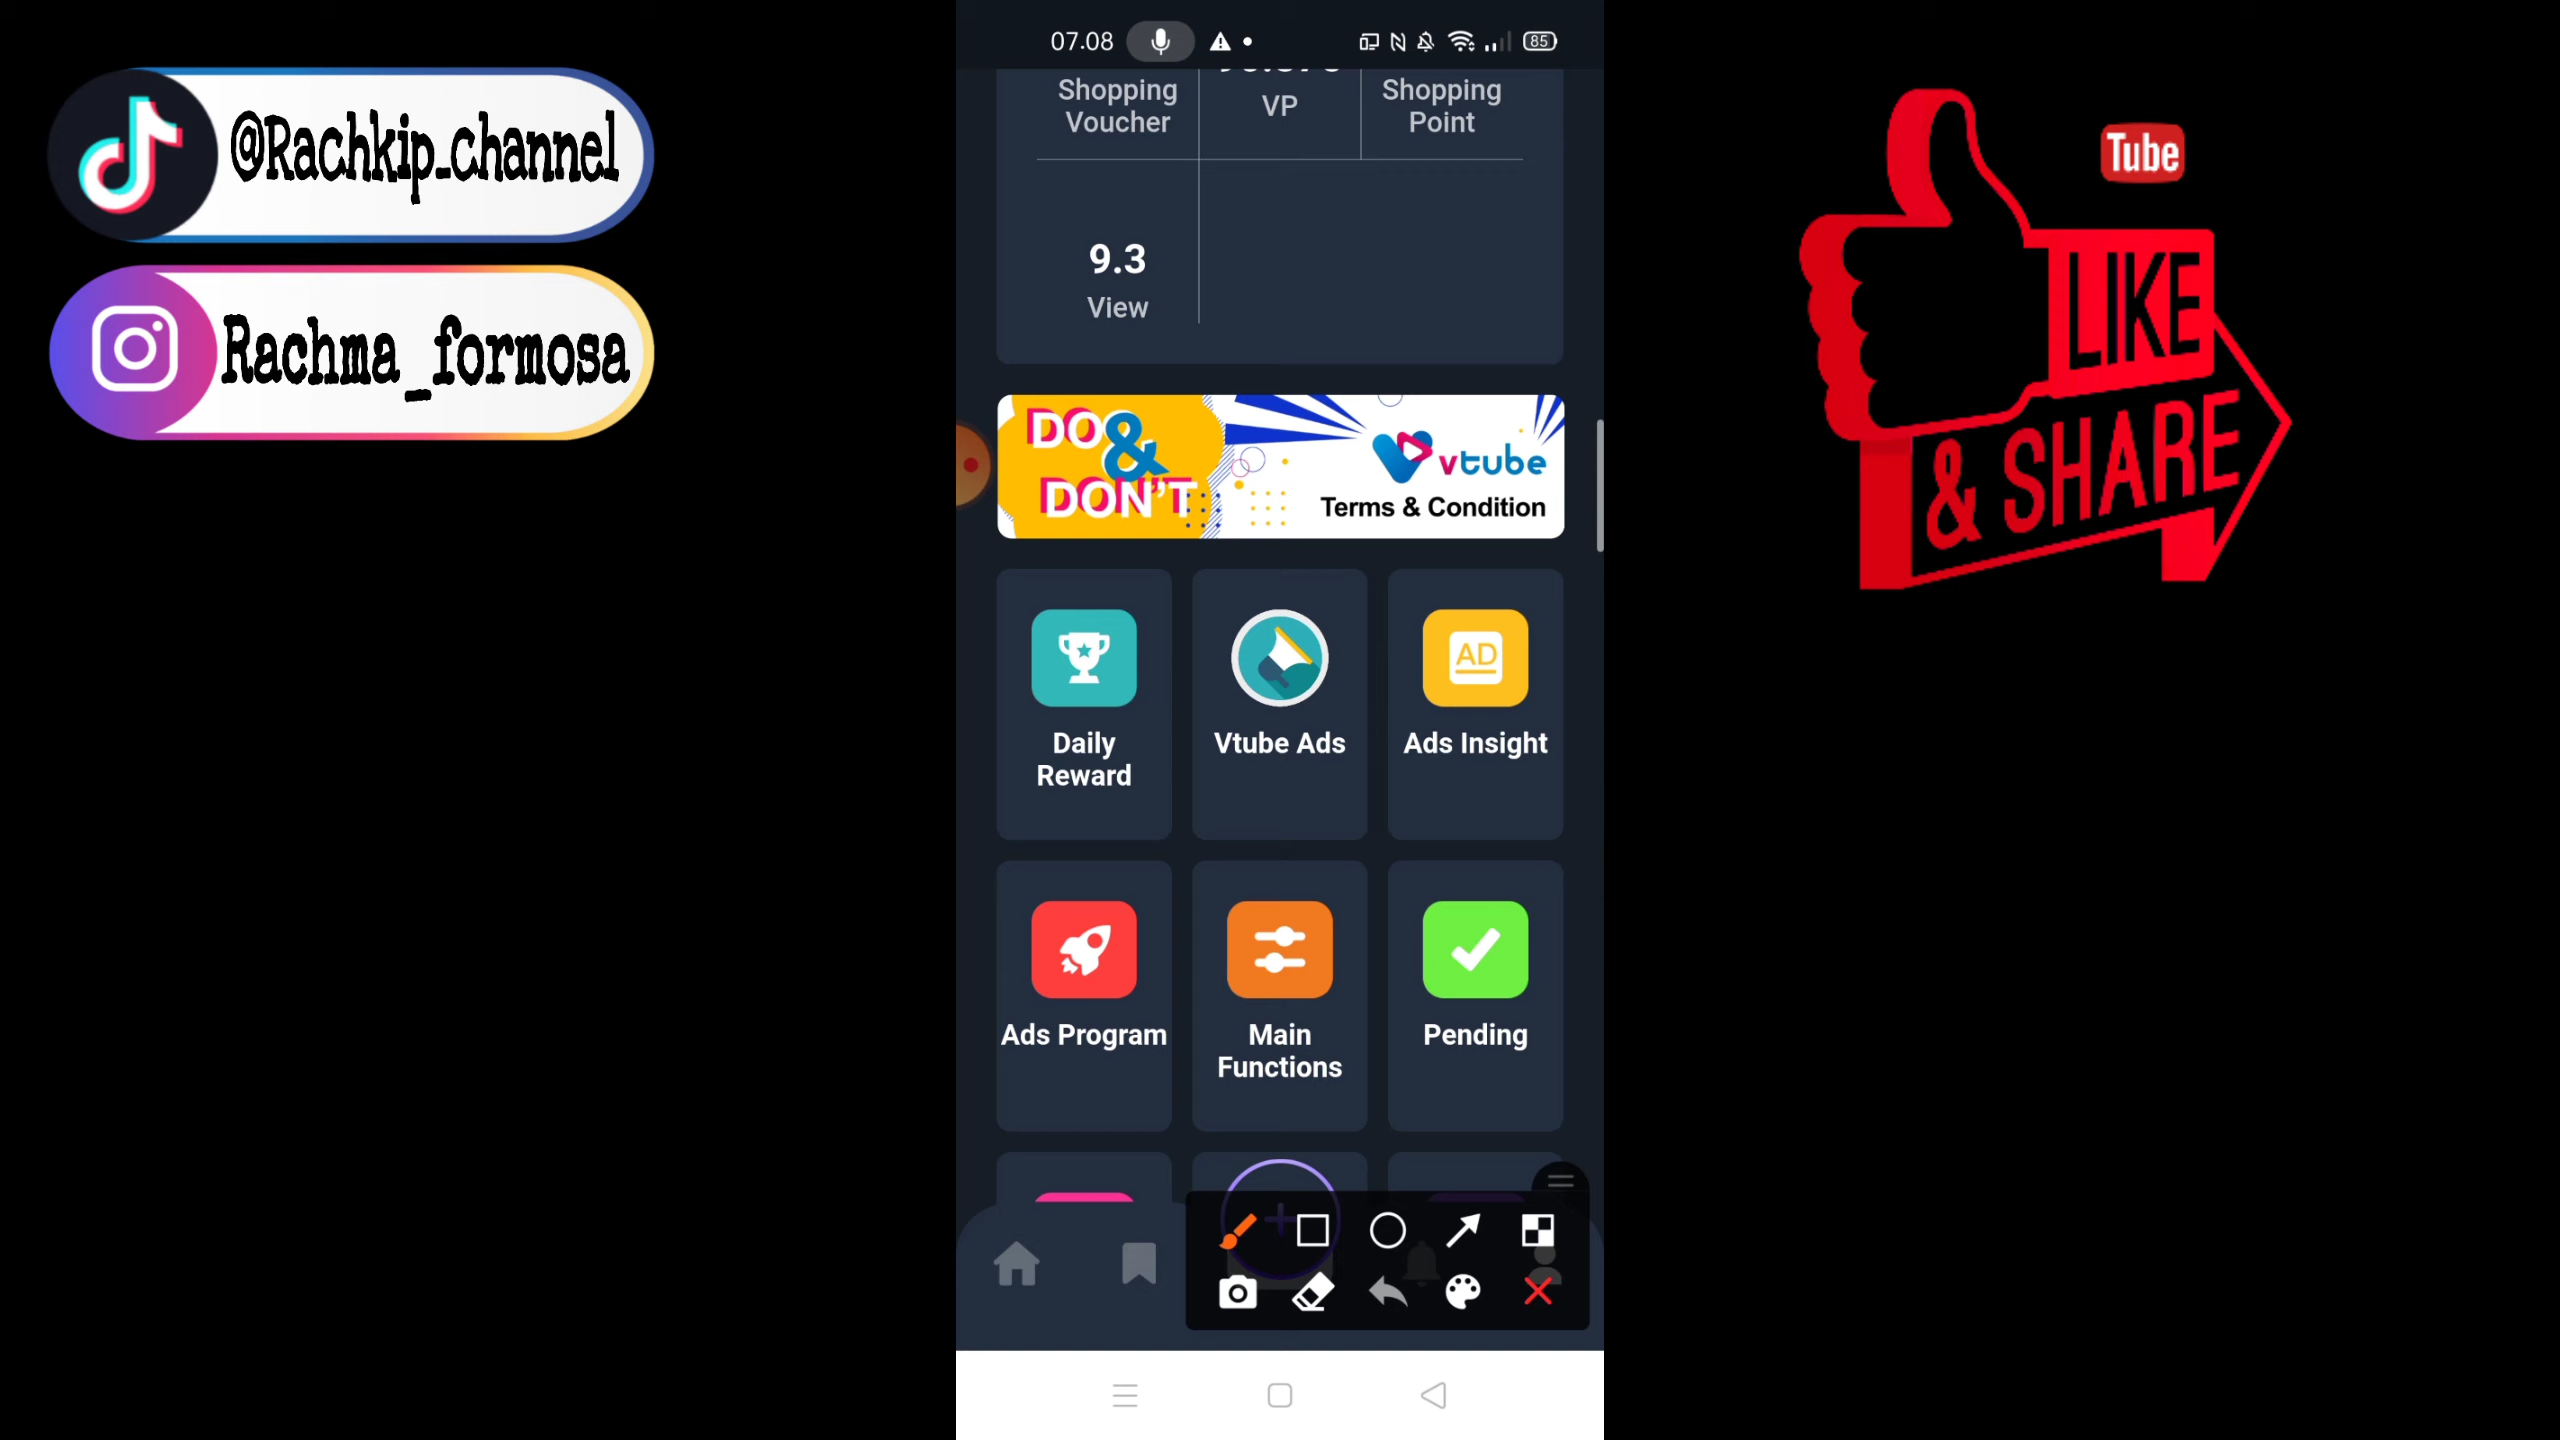 @Rachkip_channel
Rachma_formosa
07.08
85
Shopping
Voucher
VP
Shopping
Point
9.3
View
DO &
DON'T
vtube
Terms & Condition
Daily
Reward
Vtube Ads
AD
Ads Insight
Ads Program
Main
Functions
Pending
Tube
LIKE
& SHARE